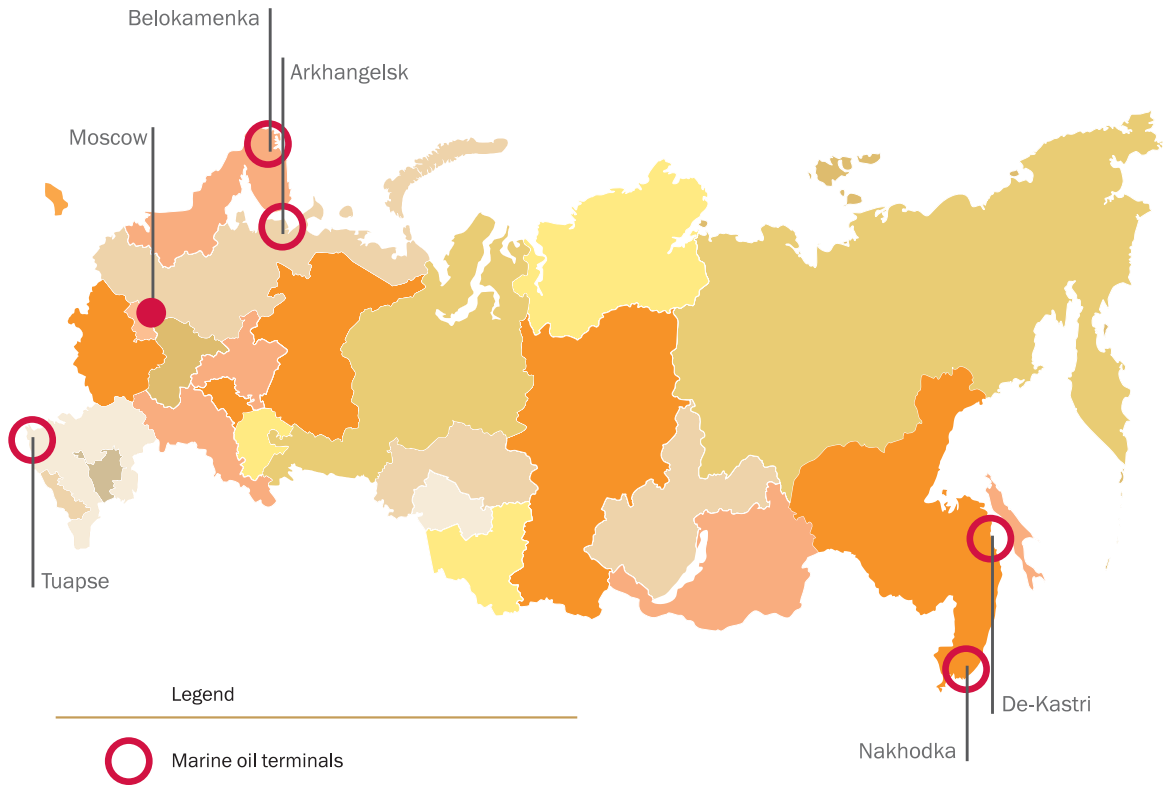 Belokamenka
Arkhangelsk
Moscow
Tuapse
Legend
De-Kastri
Nakhodka
Marine oil terminals